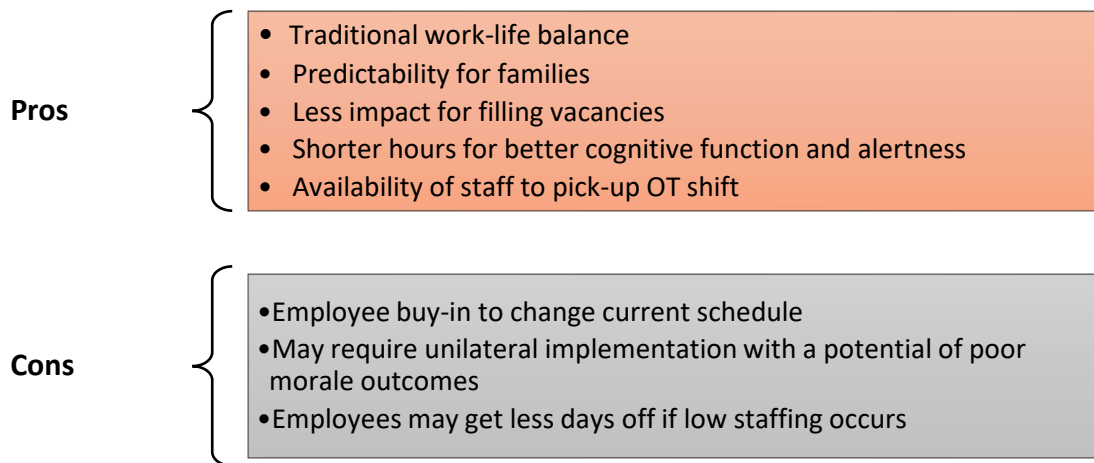 Pros
• Traditional work-life balance
• Predictability for families
• Less impact for filling vacancies
• Shorter hours for better cognitive function and alertness
• Availability of staff to pick-up OT shift
Cons
•Employee buy-in to change current schedule
•May require unilateral implementation with a potential of poor
morale outcomes
•Employees may get less days off if low staffing occurs